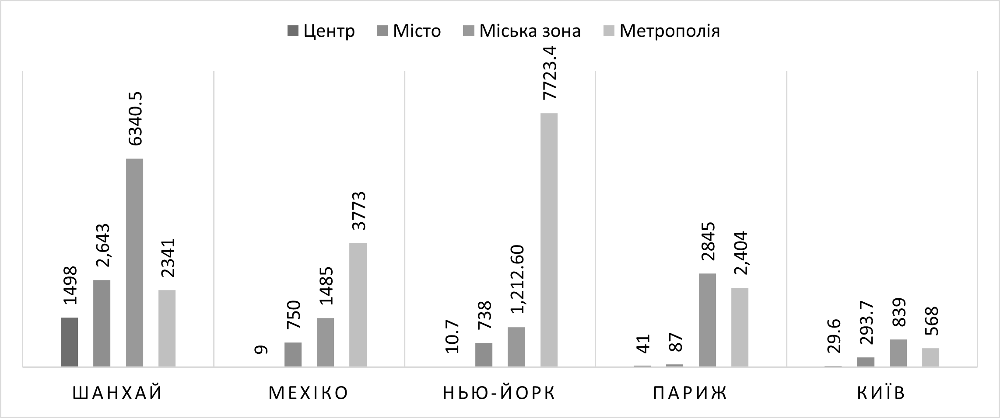 Центр Місто Міська зона Метрополія
1498 2,643 6340.5 2341
9 750 1485 3773
10.7 738 1,212.60 7723.4
41 87 2845 2,404
29.6 293.7 839 568
ШАНХАЙ МЕХІКО НЬЮ-ЙОРК ПАРИЖ КИЇВ